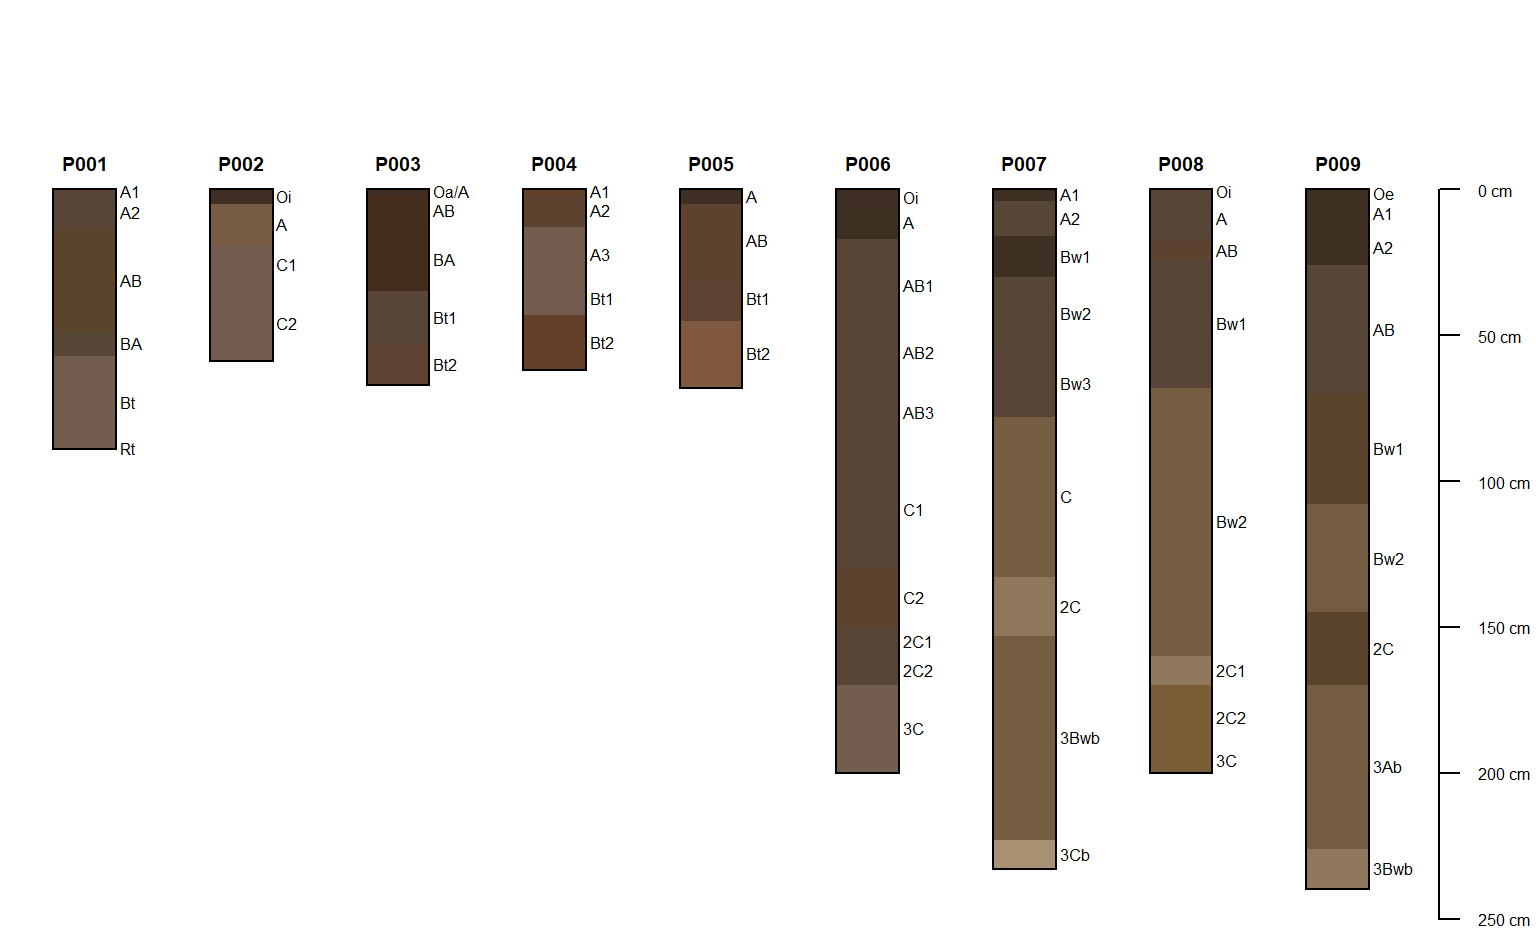 P001 P002 P003 P004 P005 P006 P007 P008 P009
A1
A2
AB
BA
Bt
Rt
Oi
A
C1
C2
Oa/A
AB
BA
Bt1
Bt2
A1
A2
A3
Bt1
Bt2
A
AB
Bt1
Bt2
Oi
A
AB1
AB2
AB3
C1
C2
2C1
2C2
3C
A1
A2
Bw1
Bw2
Bw3
C
2C
3Bwb
3Cb
Oi
A
AB
Bw1
Bw2
2C1
2C2
3C
Oe
A1
A2
AB
Bw1
Bw2
2C
3Ab
3Bwb
0 cm
50 cm
100 cm
150 cm
200 cm
250 cm